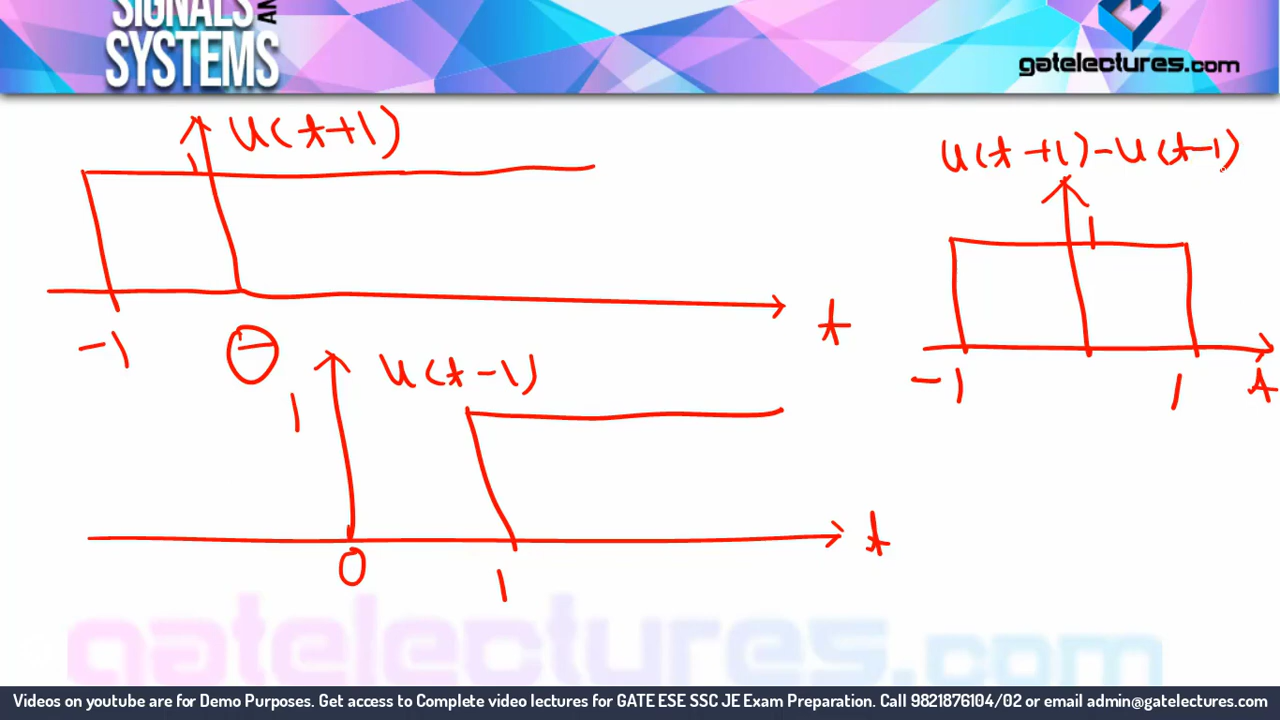 SIGNALS AND
SYSTEMS
gatelectures.com
u(t+1)
1
-1
t
u(t-1)
1
0
1
t
u(t+1)-u(t-1)
1
-1
1
t
gatelectures.com
Videos on youtube are for Demo Purposes. Get access to Complete video lectures for GATE ESE SSC JE Exam Preparation. Call 9821876104/02 or email admin@gatelectures.com